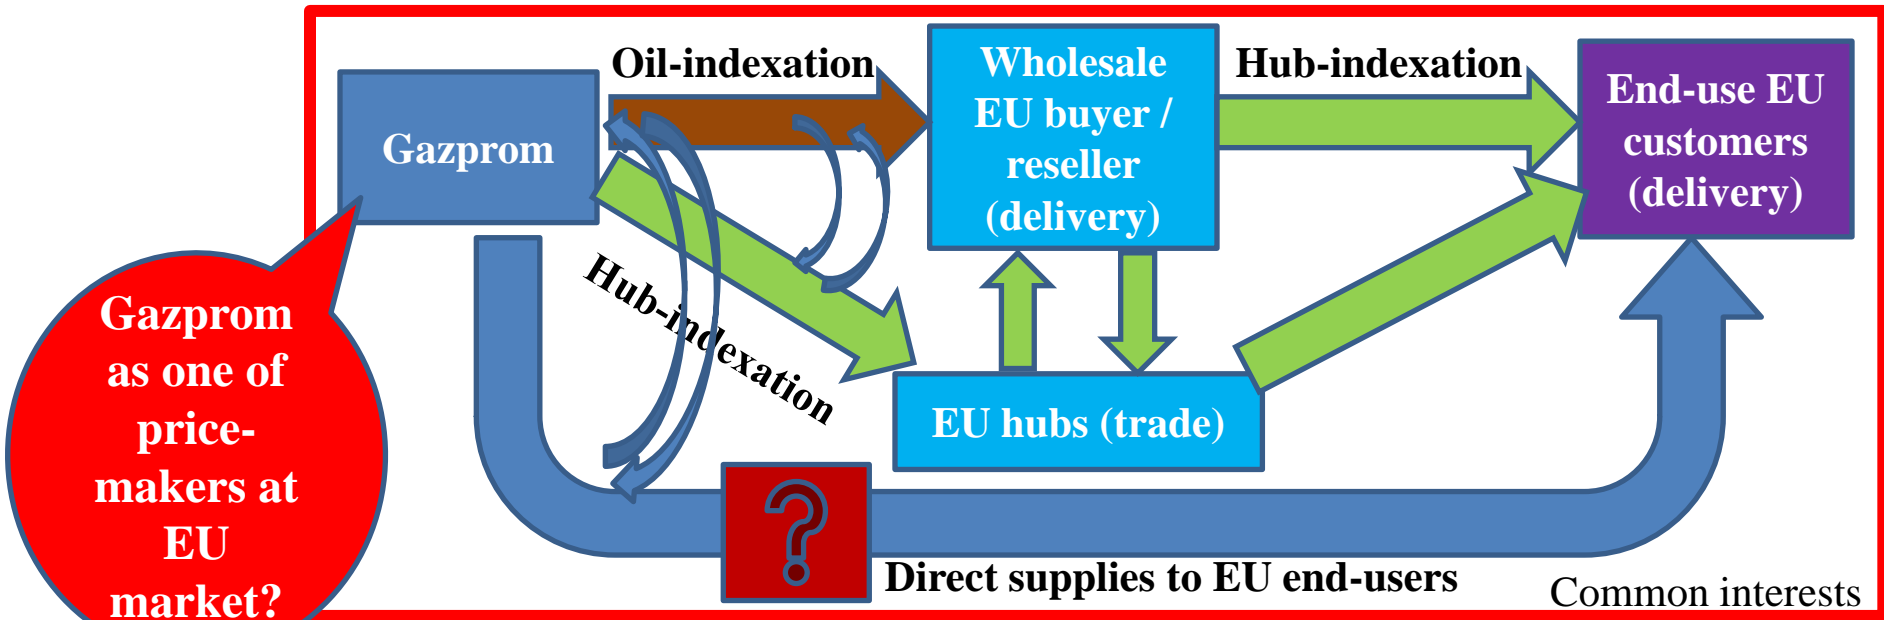 Oil-indexation
Wholesale
EU buyer /
reseller
(delivery)
Hub-indexation
End-use EU
customers
(delivery)
Gazprom
Hub-indexation
Gazprom
as one of
price-
makers at
EU
market?
EU hubs (trade)
?
Direct supplies to EU end-users
Common interests